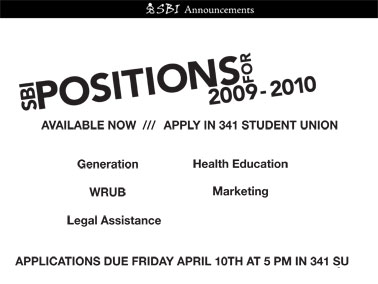 SBI Announcements
SBI POSITIONS FOR
2009-2010
AVAILABLE NOW /// APPLY IN 341 STUDENT UNION
Generation Health Education
WRUB Marketing
Legal Assistance
APPLICATIONS DUE FRIDAY APRIL 10TH AT 5 PM IN 341 SU